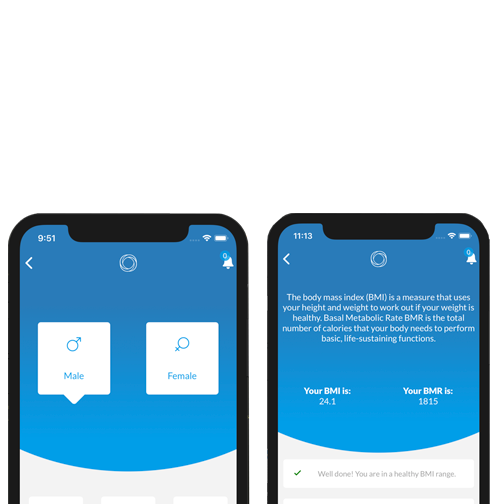 9:51
0
Male
Female
11:13
0
The body mass index (BMI) is a measure that uses
your height and weight to work out if your weight is
healthy. Basal Metabolic Rate BMR is the total
number of calories that your body needs to perform
basic, life-sustaining functions.
Your BMI is: Your BMR is:
24.1 1815
Well done! You are in a healthy BMI range.